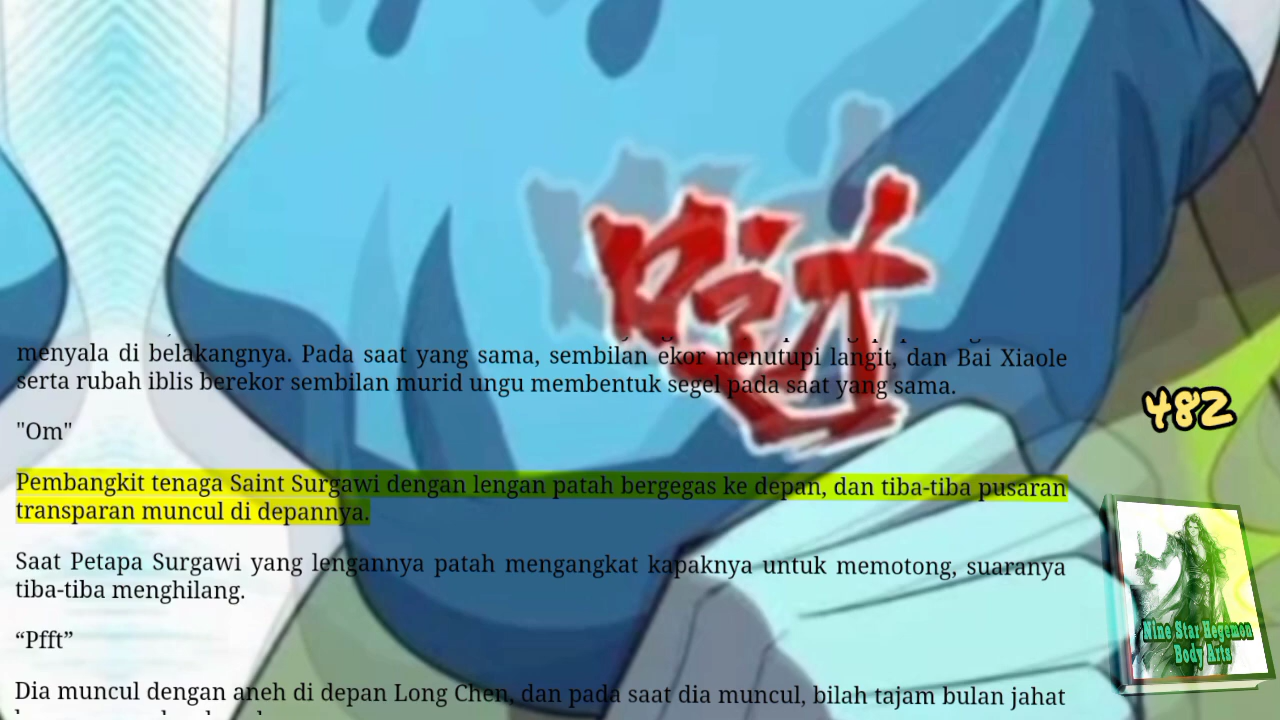 menyala di belakangnya. Pada saat yang sama, sembilan ekor menutupi langit, dan Bai Xiaole
serta rubah iblis berekor sembilan murid ungu membentuk segel pada saat yang sama.
"Om"
Pembangkit tenaga Saint Surgawi dengan lengan patah bergegas ke depan, dan tiba-tiba pusaran
transparan muncul di depannya.
Saat Petapa Surgawi yang lengannya patah mengangkat kapaknya untuk memotong, suaranya
tiba-tiba menghilang.
“Pfft”
Dia muncul dengan aneh di depan Long Chen, dan pada saat dia muncul, bilah tajam bulan jahat
482
Nine Star Hegemon
Body Arts